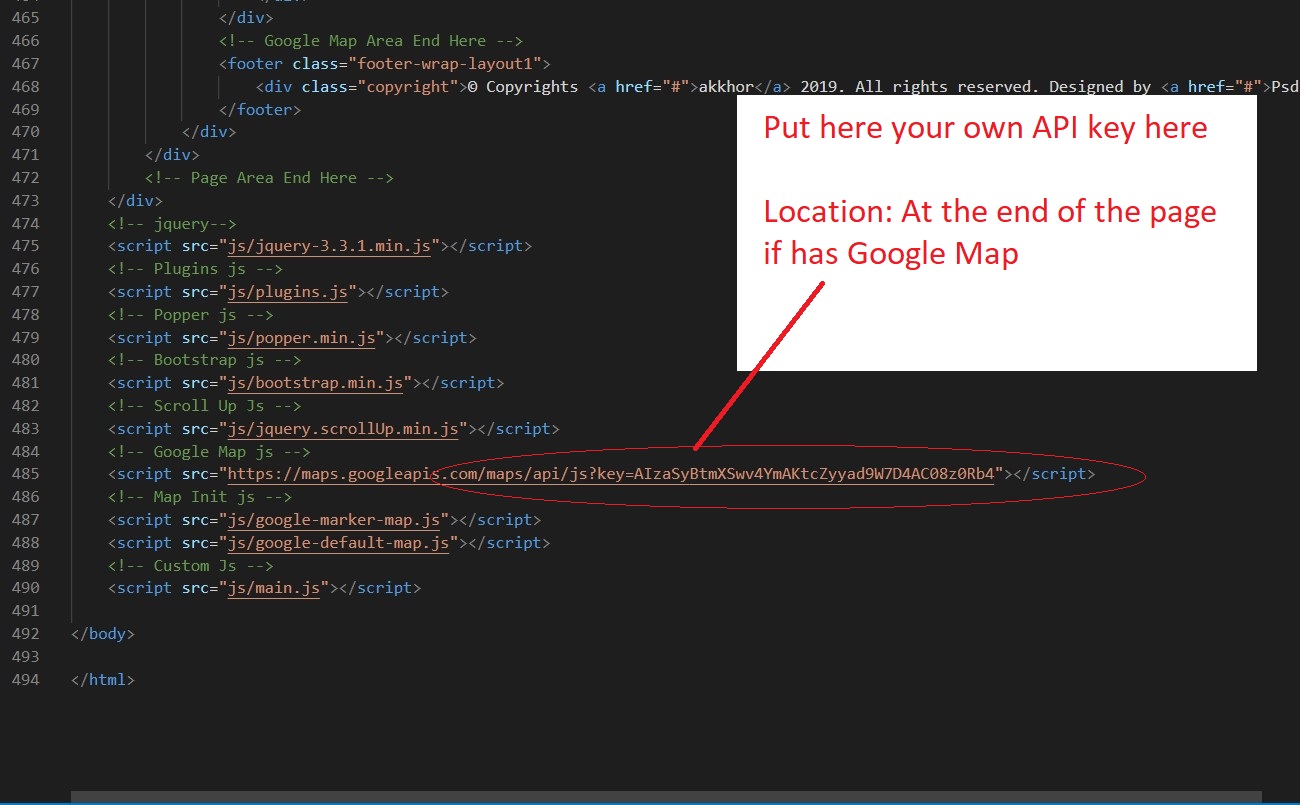 465 </div>
466 <!-- Google Map Area End Here -->
467 <footer class="footer-wrap-layout1">
468 <div class="copyright">© Copyrights <a href="#">akkhor</a> 2019. All rights reserved. Designed by <a href="#">Psd
469 </footer>
470 </div>
471 </div>
472 <!-- Page Area End Here -->
473 </div>
474 <!-- jquery-->
475 <script src="js/jquery-3.3.1.min.js"></script>
476 <!-- Plugins js -->
477 <script src="js/plugins.js"></script>
478 <!-- Popper js -->
479 <script src="js/popper.min.js"></script>
480 <!-- Bootstrap js -->
481 <script src="js/bootstrap.min.js"></script>
482 <!-- Scroll Up Js -->
483 <script src="js/jquery.scrollUp.min.js"></script>
484 <!-- Google Map js -->
485 <script src="https://maps.googleapis.com/maps/api/js?key=AIzaSyBtmXSwv4YmAKtcZyyad9W7D4AC08z0Rb4"></script>
486 <!-- Map Init js -->
487 <script src="js/google-marker-map.js"></script>
488 <script src="js/google-default-map.js"></script>
489 <!-- Custom Js -->
490 <script src="js/main.js"></script>
491
492 </body>
493
494 </html>
Put here your own API key here
Location: At the end of the page
if has Google Map